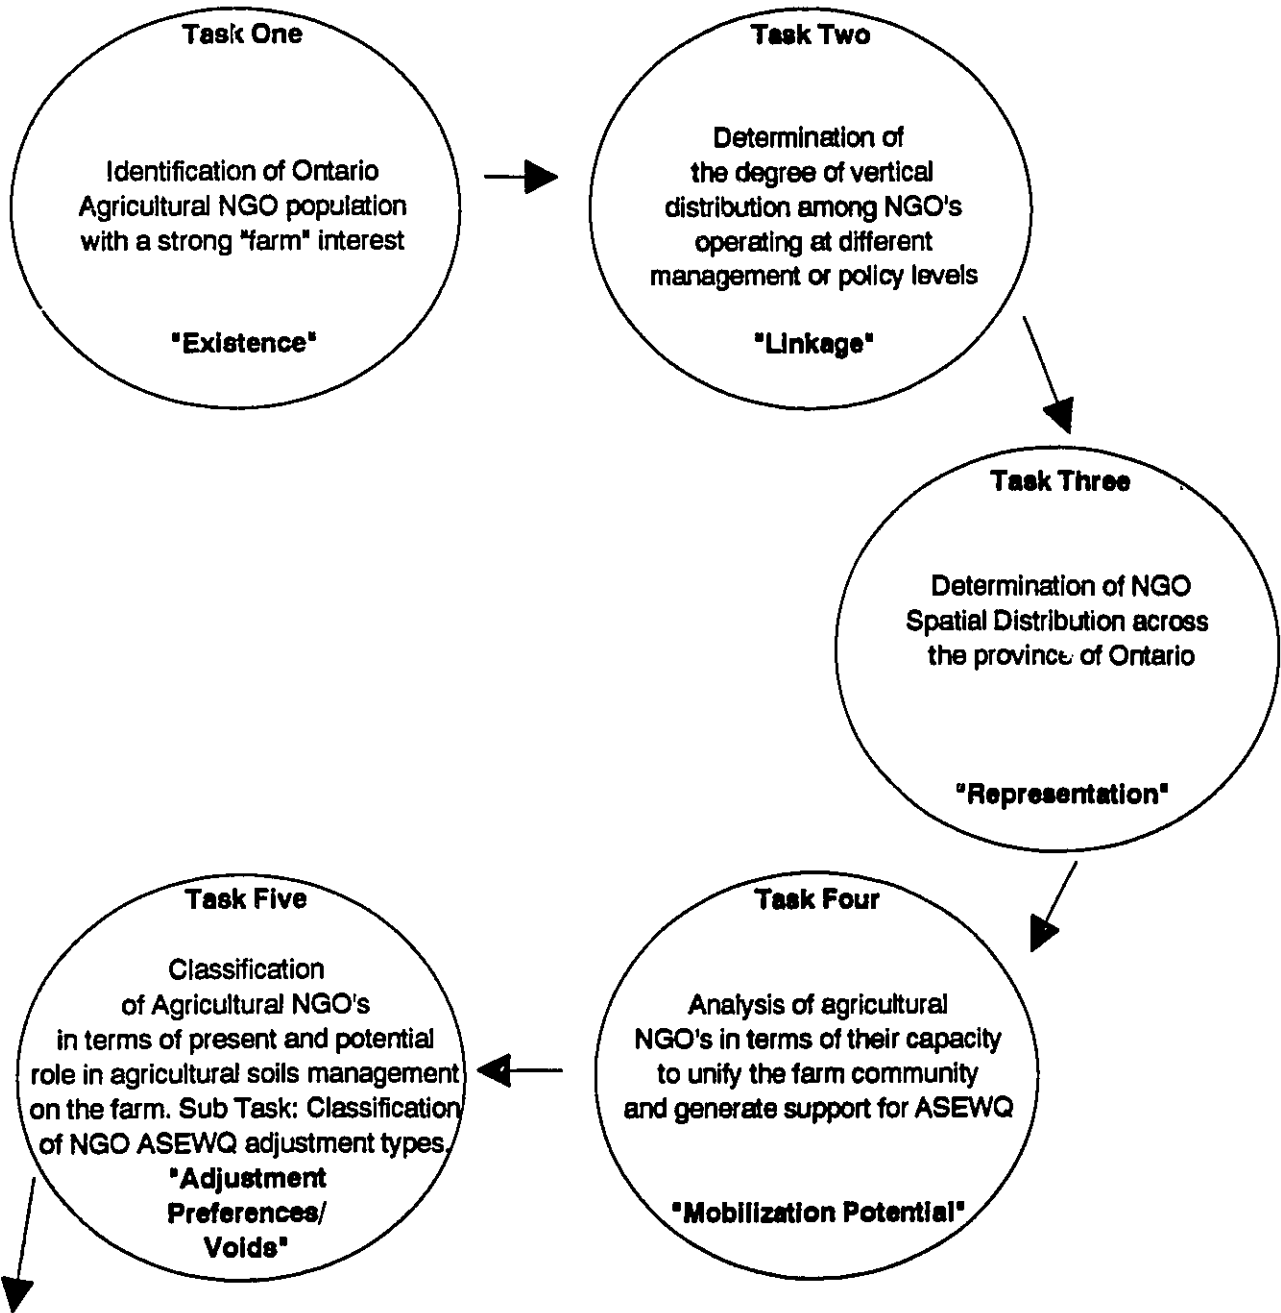 Task One
Identification of Ontario
Agricultural NGO population
with a strong "farm" interest
"Existence"
Task Two
Determination of
the degree of vertical
distribution among NGO's
operating at different
management or policy levels
"Linkage"
Task Three
Determination of NGO
Spatial Distribution across
the province of Ontario
"Representation"
Task Four
Analysis of agricultural
NGO's in terms of their capacity
to unify the farm community
and generate support for ASEWQ
"Mobilization Potential"
Task Five
Classification
of Agricultural NGO's
in terms of present and potential
role in agricultural soils management
on the farm. Sub Task: Classification
of NGO ASEWQ adjustment types.
"Adjustment
Preferences/
Voids"